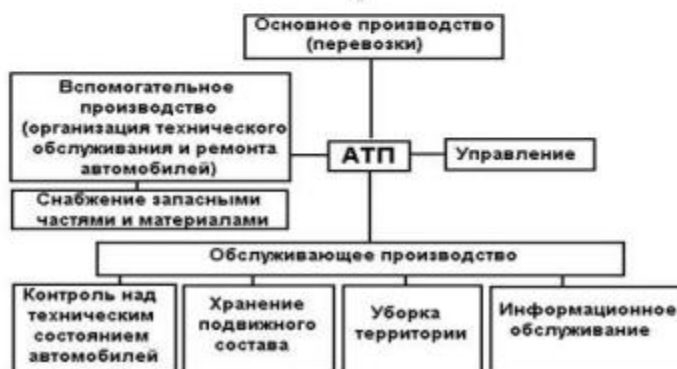 Основное производство
(перевозки)
Вспомогательное
производство
(организация технического
обслуживания и ремонта
автомобилей)
АТП
Управление
Снабжение запасными
частями и материалами
Обслуживающее производство
Контроль над
техническим
состоянием
автомобилей
Хранение
подвижного
состава
Уборка
территории
Информационное
обслуживание